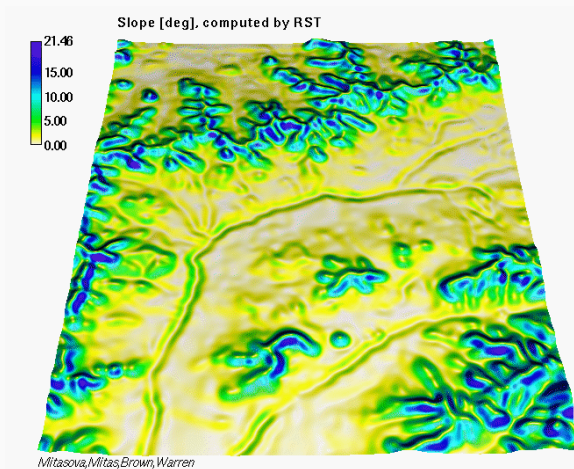 Slope [deg], computed by RST
21.46
15.00
10.00
5.00
0.00
Mitasova,Mitas,Brown,Warren